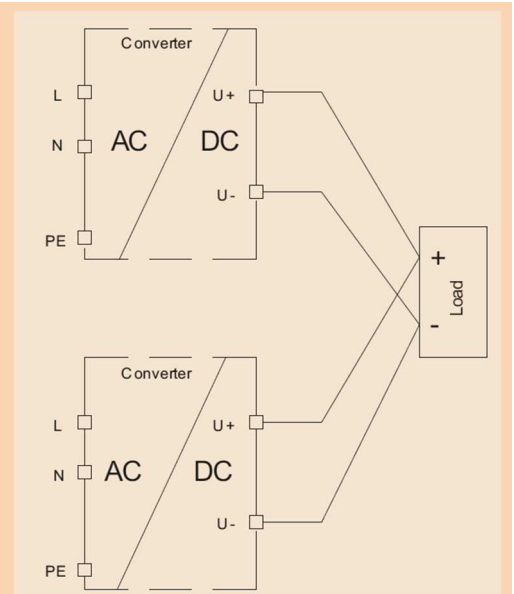 Converter
L
U+
N
AC
DC
U-
PE
+
Load
-
Converter
L
U+
N
AC
DC
U-
PE